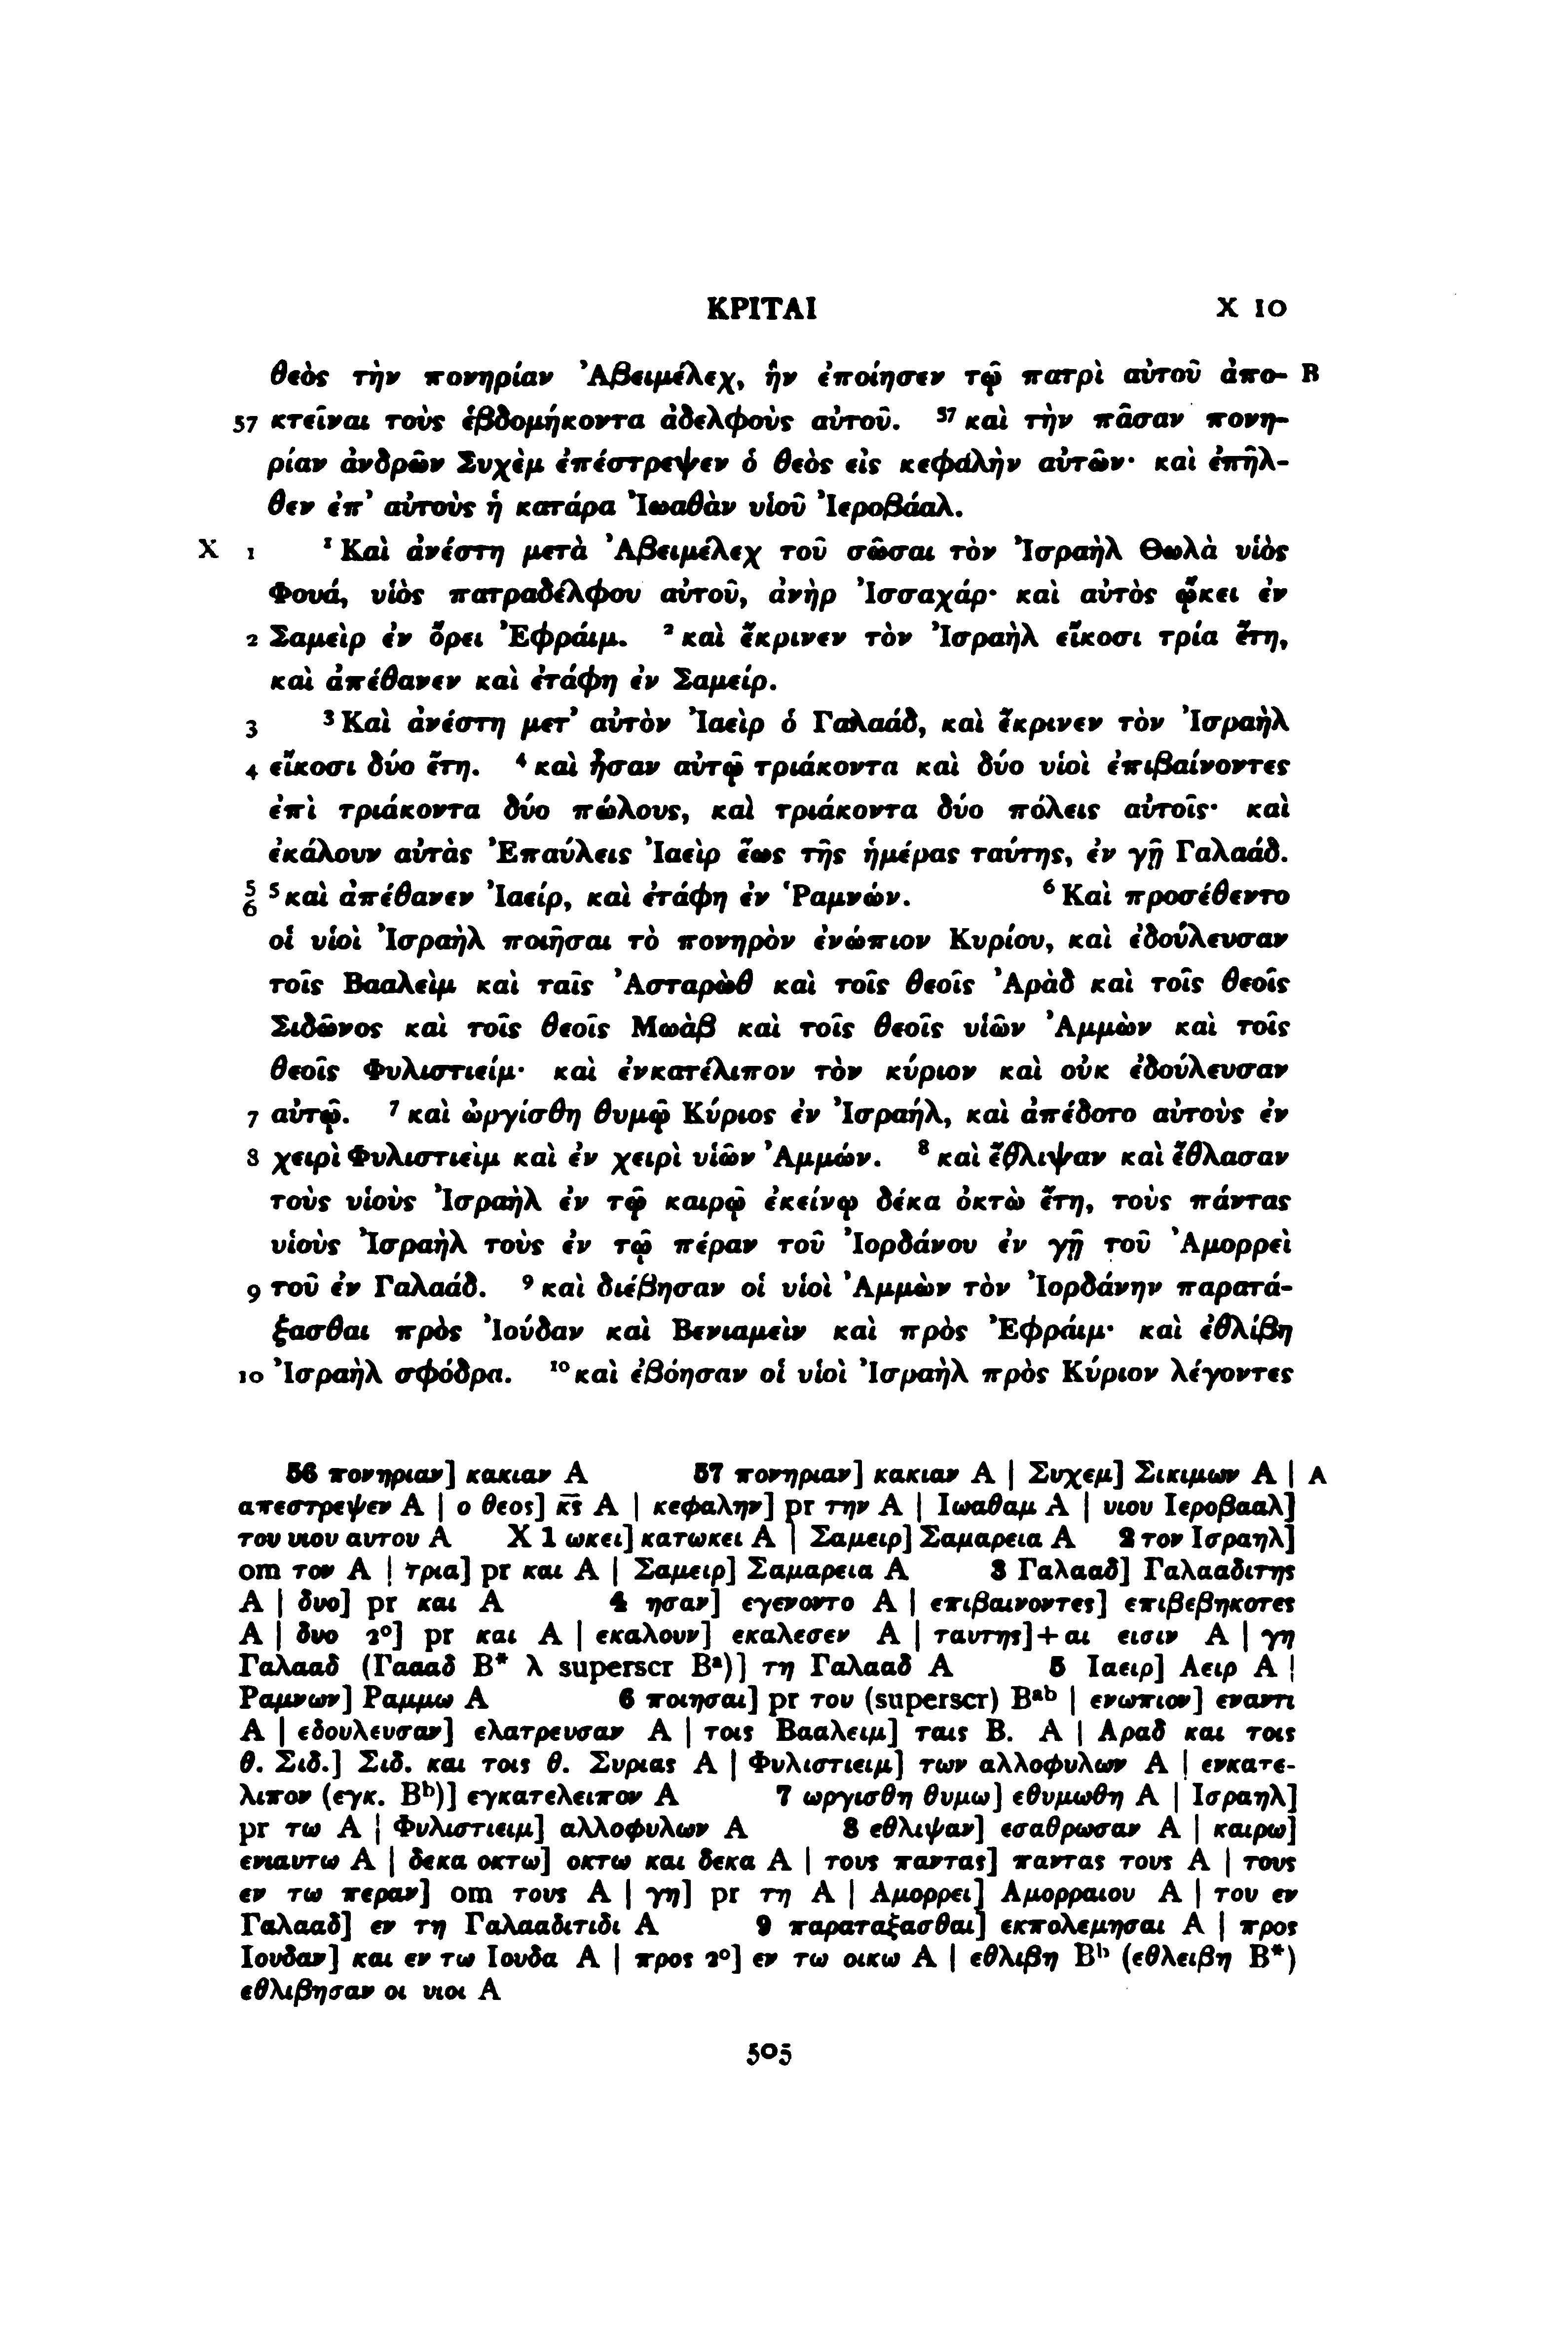 ΚΡΙΤΑΙ X 10
θεὸς τὴν πονηρίαν Ἀβειμέλεχ, ἣν ἐποίησεν τῷ πατρὶ αὐτοῦ ἀπο- B
57 κτεῖναι τοὺς ἑβδομήκοντα ἀδελφοὺς αὐτοῦ. ⁵⁷ καὶ τὴν πᾶσαν πονη-
ρίαν ἀνδρῶν Συχὲμ ἐπέστρεψεν ὁ θεὸς εἰς κεφαλὴν αὐτῶν· καὶ ἐπῆλ-
θεν ἐπ’ αὐτοὺς ἡ κατάρα Ἰωαθὰν υἱοῦ Ἰεροβάαλ.
X 1 ¹ Καὶ ἀνέστη μετὰ Ἀβειμέλεχ τοῦ σῶσαι τὸν Ἰσραὴλ Θωλὰ υἱὸς
Φουά, υἱὸς πατραδέλφου αὐτοῦ, ἀνὴρ Ἰσσαχάρ· καὶ αὐτὸς ᾤκει ἐν
2 Σαμεὶρ ἐν ὄρει Ἐφράιμ. ² καὶ ἔκρινεν τὸν Ἰσραὴλ εἴκοσι τρία ἔτη,
καὶ ἀπέθανεν καὶ ἐτάφη ἐν Σαμείρ.
3 ³ Καὶ ἀνέστη μετ’ αὐτὸν Ἰαεὶρ ὁ Γαλαάδ, καὶ ἔκρινεν τὸν Ἰσραὴλ
4 εἴκοσι δύο ἔτη. ⁴ καὶ ἦσαν αὐτῷ τριάκοντα καὶ δύο υἱοὶ ἐπιβαίνοντες
ἐπὶ τριάκοντα δύο πώλους, καὶ τριάκοντα δύο πόλεις αὐτοῖς· καὶ
ἐκάλουν αὐτὰς Ἐπαύλεις Ἰαεὶρ ἕως τῆς ἡμέρας ταύτης, ἐν γῇ Γαλαάδ.
5 6 ⁵ καὶ ἀπέθανεν Ἰαείρ, καὶ ἐτάφη ἐν Ῥαμνών. ⁶ Καὶ προσέθεντο
οἱ υἱοὶ Ἰσραὴλ ποιῆσαι τὸ πονηρὸν ἐνώπιον Κυρίου, καὶ ἐδούλευσαν
τοῖς Βααλεὶμ καὶ ταῖς Ἀσταρὼθ καὶ τοῖς θεοῖς Ἀρὰδ καὶ τοῖς θεοῖς
Σιδῶνος καὶ τοῖς θεοῖς Μωὰβ καὶ τοῖς θεοῖς υἱῶν Ἀμμὼν καὶ τοῖς
θεοῖς Φυλιστιείμ· καὶ ἐνκατέλιπον τὸν κύριον καὶ οὐκ ἐδούλευσαν
7 αὐτῷ. ⁷ καὶ ὠργίσθη θυμῷ Κύριος ἐν Ἰσραήλ, καὶ ἀπέδοτο αὐτοὺς ἐν
8 χειρὶ Φυλιστιεὶμ καὶ ἐν χειρὶ υἱῶν Ἀμμών. ⁸ καὶ ἔθλιψαν καὶ ἔθλασαν
τοὺς υἱοὺς Ἰσραὴλ ἐν τῷ καιρῷ ἐκείνῳ δέκα ὀκτὼ ἔτη, τοὺς πάντας
υἱοὺς Ἰσραὴλ τοὺς ἐν τῷ πέραν τοῦ Ἰορδάνου ἐν γῇ τοῦ Ἀμορρεὶ
9 τοῦ ἐν Γαλαάδ. ⁹ καὶ διέβησαν οἱ υἱοὶ Ἀμμὼν τὸν Ἰορδάνην παρατά-
ξασθαι πρὸς Ἰούδαν καὶ Βενιαμεὶν καὶ πρὸς Ἐφράιμ· καὶ ἐθλίβη
10 Ἰσραὴλ σφόδρα. ¹⁰ καὶ ἐβόησαν οἱ υἱοὶ Ἰσραὴλ πρὸς Κύριον λέγοντες
56 πονηριαν] κακιαν A 57 πονηριαν] κακιαν A | Συχεμ] Σικιμων A | A
απεστρεψεν A | ο θεος] κ̅ς̅ A | κεφαλην] pr την A | Ιωαθαμ A | υιου Ιεροβααλ]
του υιου αυτου A X 1 ωκει] κατωκει A | Σαμειρ] Σαμαρεια A 2 τον Ισραηλ]
om τον A | τρια] pr και A | Σαμειρ] Σαμαρεια A 3 Γαλααδ] Γαλααδιτης
A | δυο] pr και A 4 ησαν] εγενοντο A | επιβαινοντες] επιβεβηκοτες
A | δυο 2°] pr και A | εκαλουν] εκαλεσεν A | ταυτης]+αι εισιν A | γη
Γαλααδ (Γαααδ B* λ superscr Bᵃ)] τη Γαλααδ A 5 Ιαειρ] Αειρ A |
Ραμνων] Ραμμω A 6 ποιησαι] pr του (superscr) Bᵃᵇ | ενωπιον] εναντι
A | εδουλευσαν] ελατρευσαν A | τοις Βααλειμ] ταις Β. A | Αραδ και τοις
θ. Σιδ.] Σιδ. και τοις θ. Συριας A | Φυλιστιειμ] των αλλοφυλων A | ενκατε-
λιπον (εγκ. Bᵇ)] εγκατελειπον A 7 ωργισθη θυμω] εθυμωθη A | Ισραηλ]
pr τω A | Φυλιστιειμ] αλλοφυλων A 8 εθλιψαν] εσαθρωσαν A | καιρω]
ενιαυτω A | δεκα οκτω] οκτω και δεκα A | τους παντας] παντας τους A | τους
εν τω περαν] om τους A | γη] pr τη A | Αμορρει] Αμορραιου A | του εν
Γαλααδ] εν τη Γαλααδιτιδι A 9 παραταξασθαι] εκπολεμησαι A | προς
Ιουδαν] και εν τω Ιουδα A | προς 2°] εν τω οικω A | εθλιβη Bᵇ (εθλειβη B*)
εθλιβησαν οι υιοι A
505